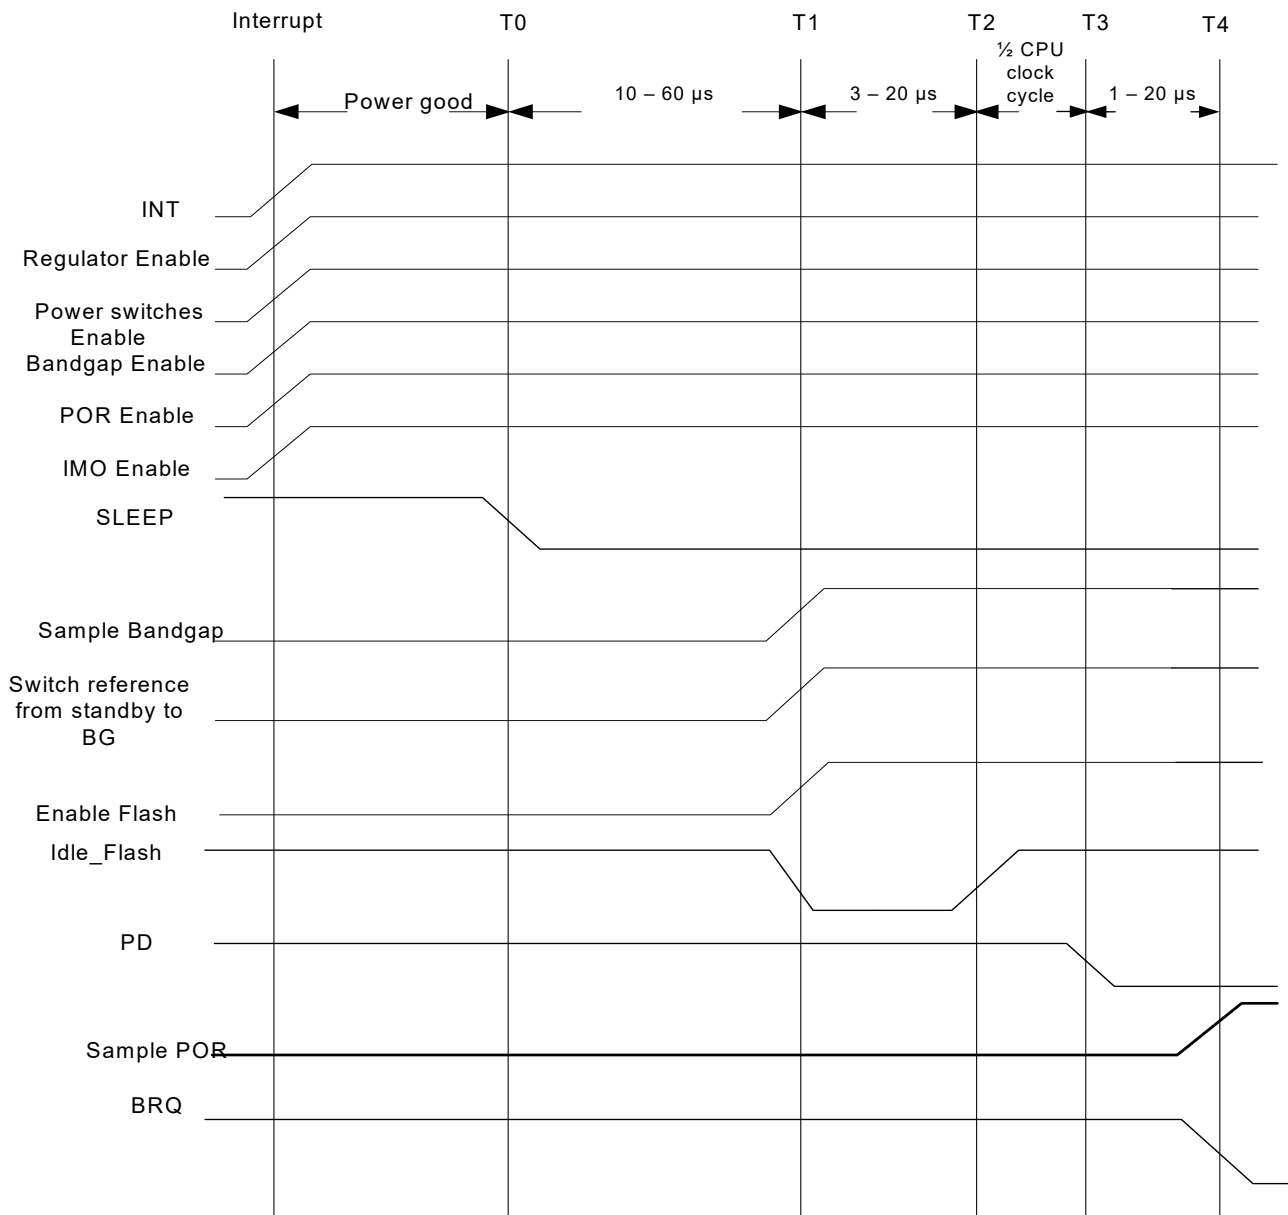 Interrupt
T0
T1
T2
T3
T4
½ CPU
clock
cycle
Power good
10 – 60 µs
3 – 20 µs
1 – 20 µs
INT
Regulator Enable
Power switches
Enable
Bandgap Enable
POR Enable
IMO Enable
SLEEP
Sample Bandgap
Switch reference
from standby to
BG
Enable Flash
Idle_Flash
PD
Sample POR
BRQ